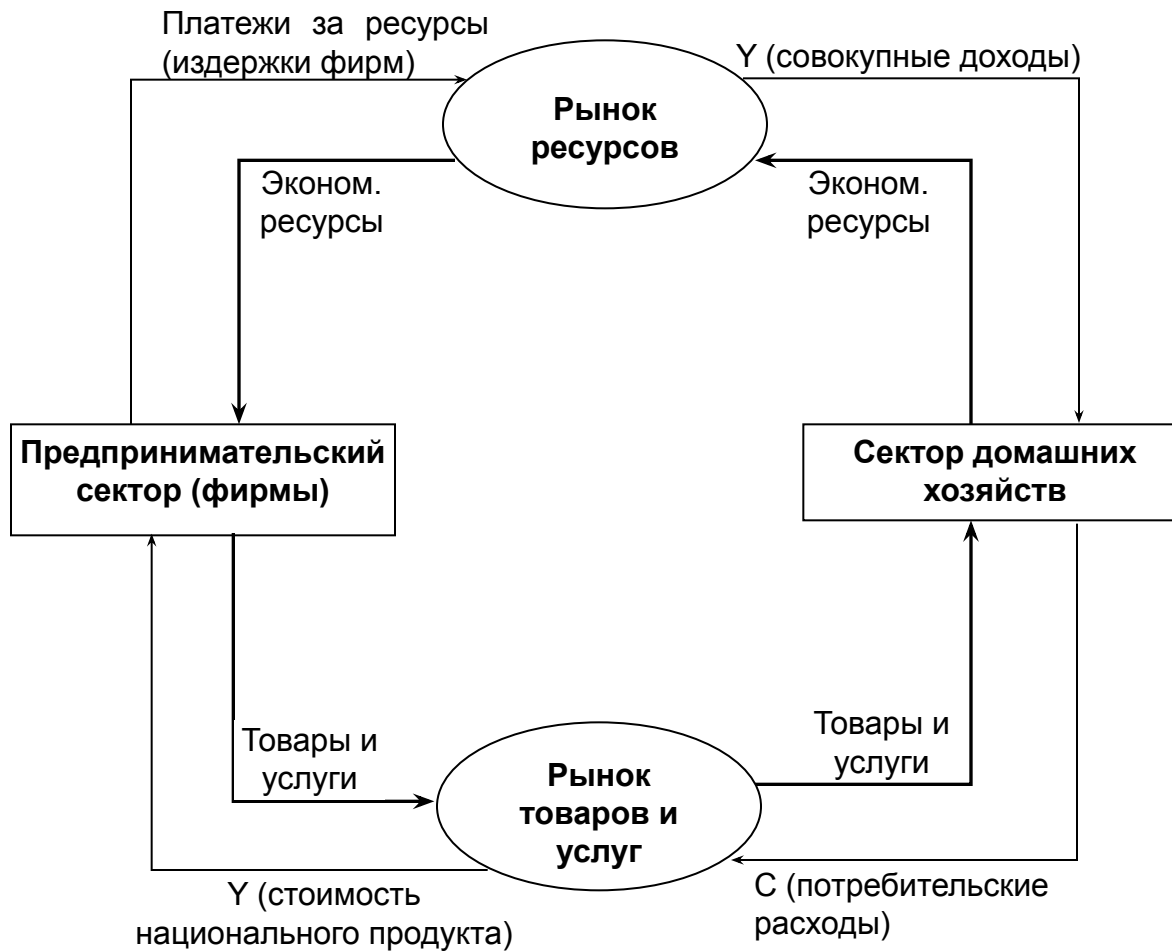 Платежи за ресурсы
(издержки фирм)
Y (совокупные доходы)
Рынок
ресурсов
Эконом.
ресурсы
Эконом.
ресурсы
Предпринимательский
сектор (фирмы)
Сектор домашних
хозяйств
Товары и
услуги
Товары и
услуги
Рынок
товаров и
услуг
Y (стоимость
национального продукта)
C (потребительские
расходы)